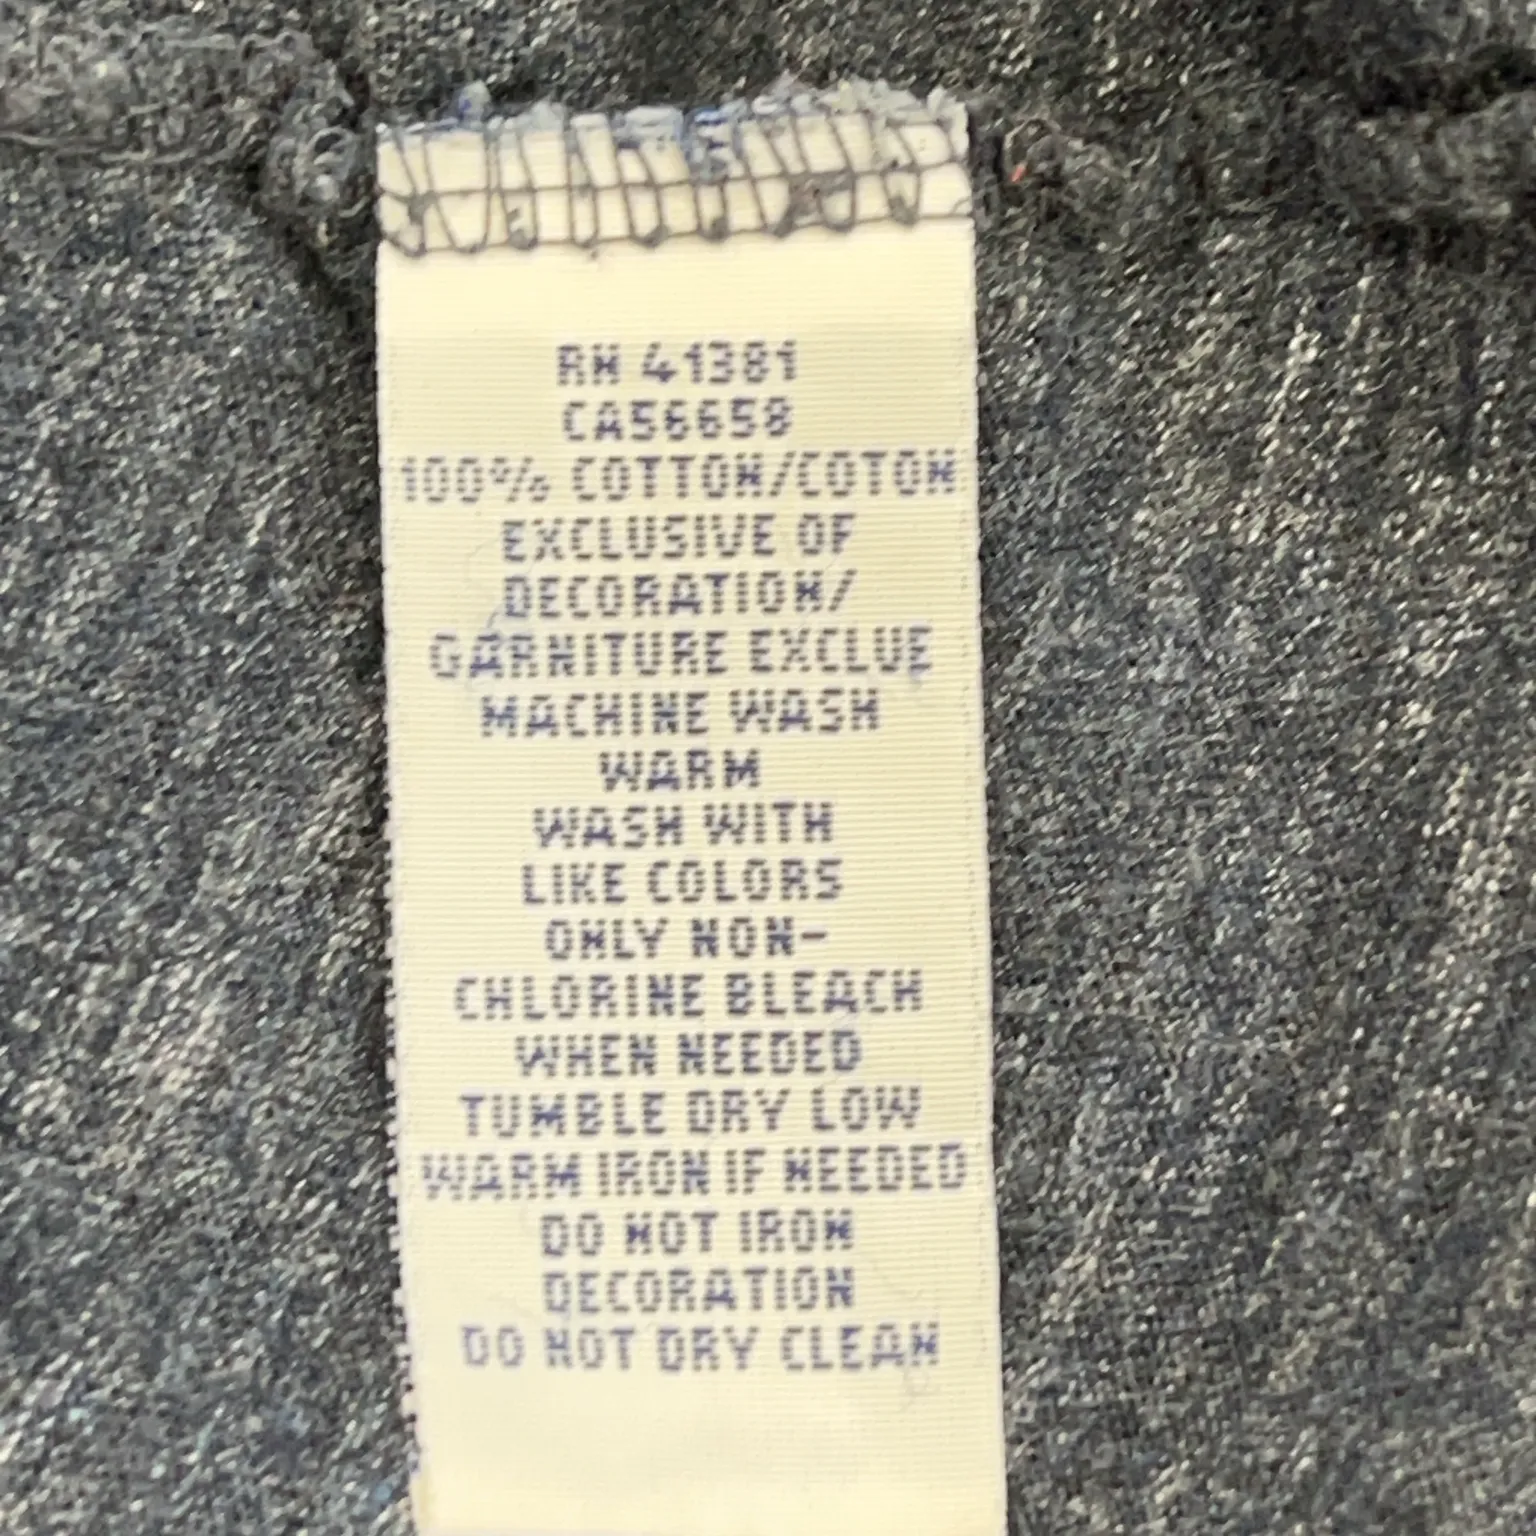 RN 41381
CA56658
100% COTTON/COTON
EXCLUSIVE OF
DECORATION/
GARNITURE EXCLUE
MACHINE WASH
WARM
WASH WITH
LIKE COLORS
ONLY NON-
CHLORINE BLEACH
WHEN NEEDED
TUMBLE DRY LOW
WARM IRON IF NEEDED
DO NOT IRON
DECORATION
DO NOT DRY CLEAN